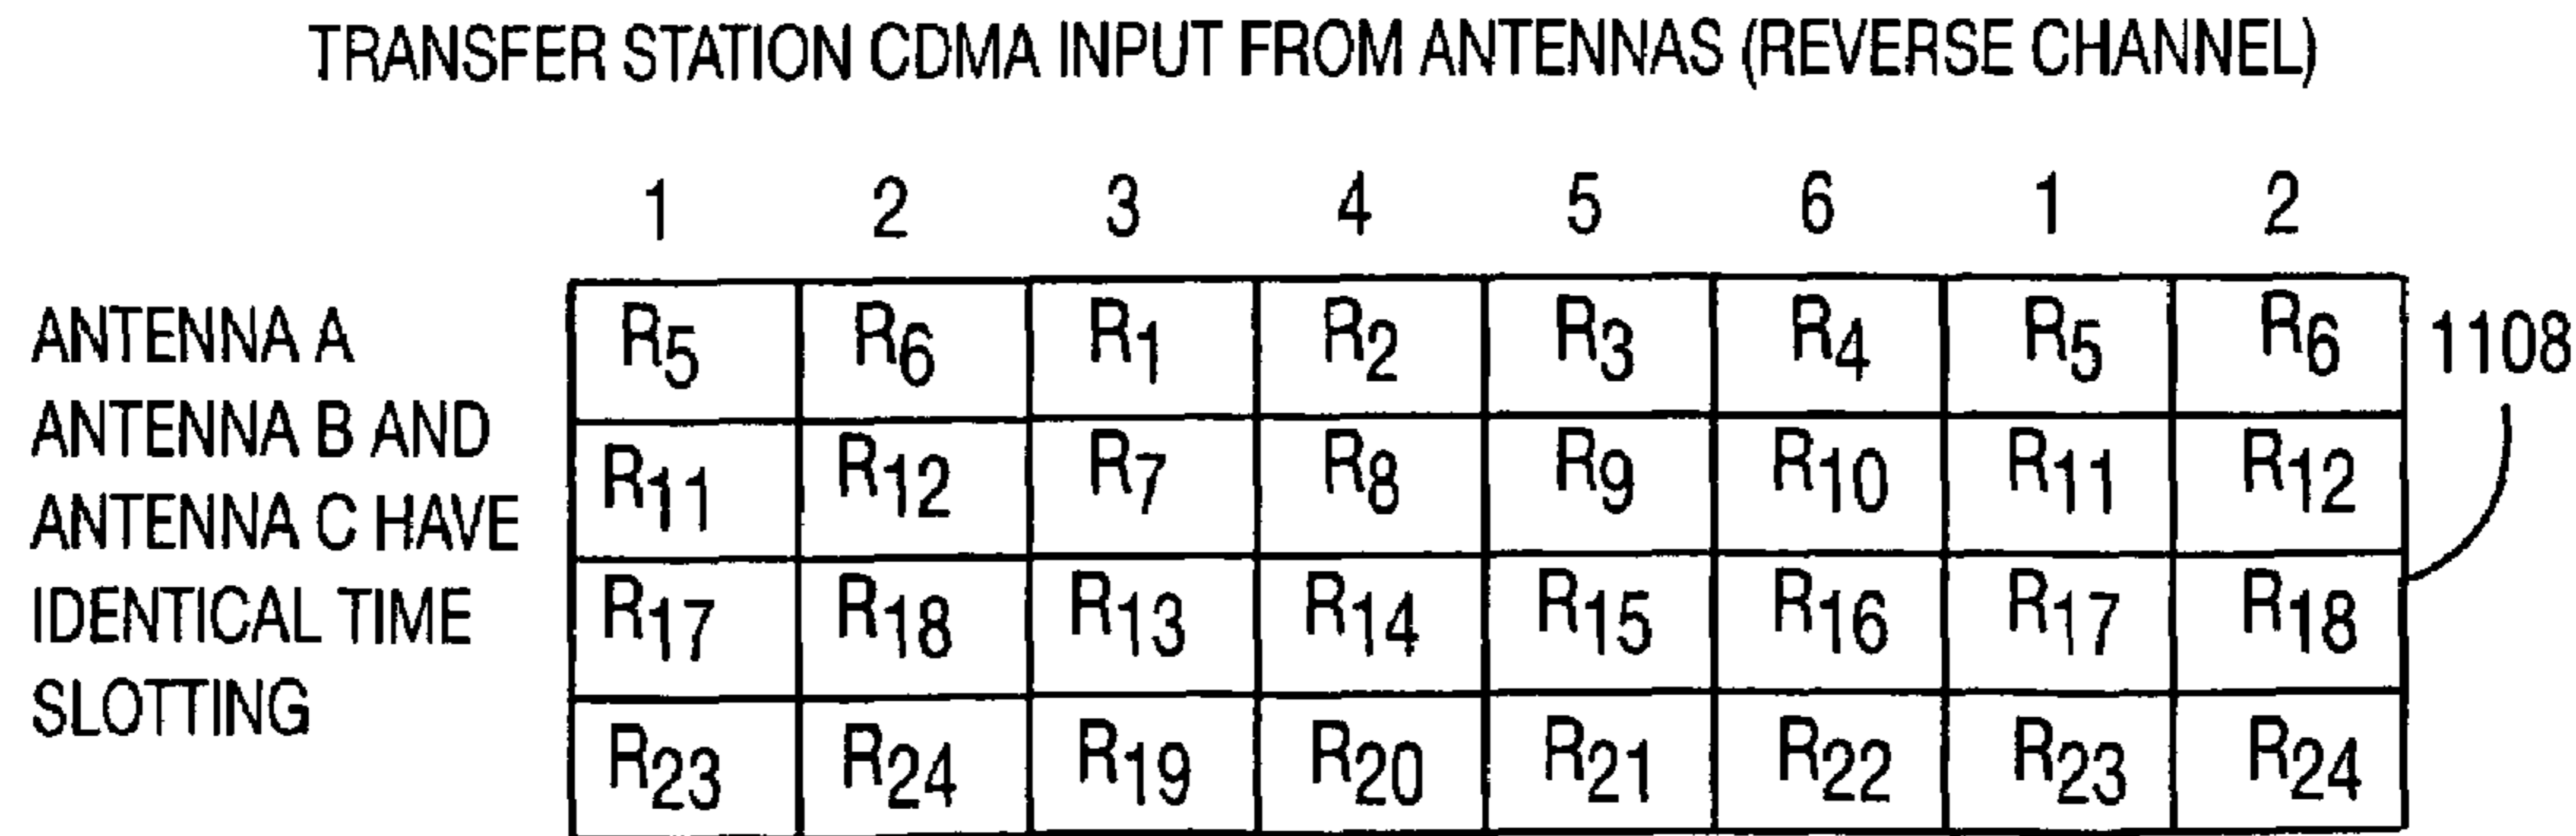 TRANSFER STATION CDMA INPUT FROM ANTENNAS (REVERSE CHANNEL)
1 2 3 4 5 6 1 2
ANTENNA A
ANTENNA B AND
ANTENNA C HAVE
IDENTICAL TIME
SLOTTING
R5 R6 R1 R2 R3 R4 R5 R6
R11 R12 R7 R8 R9 R10 R11 R12
R17 R18 R13 R14 R15 R16 R17 R18
R23 R24 R19 R20 R21 R22 R23 R24
1108